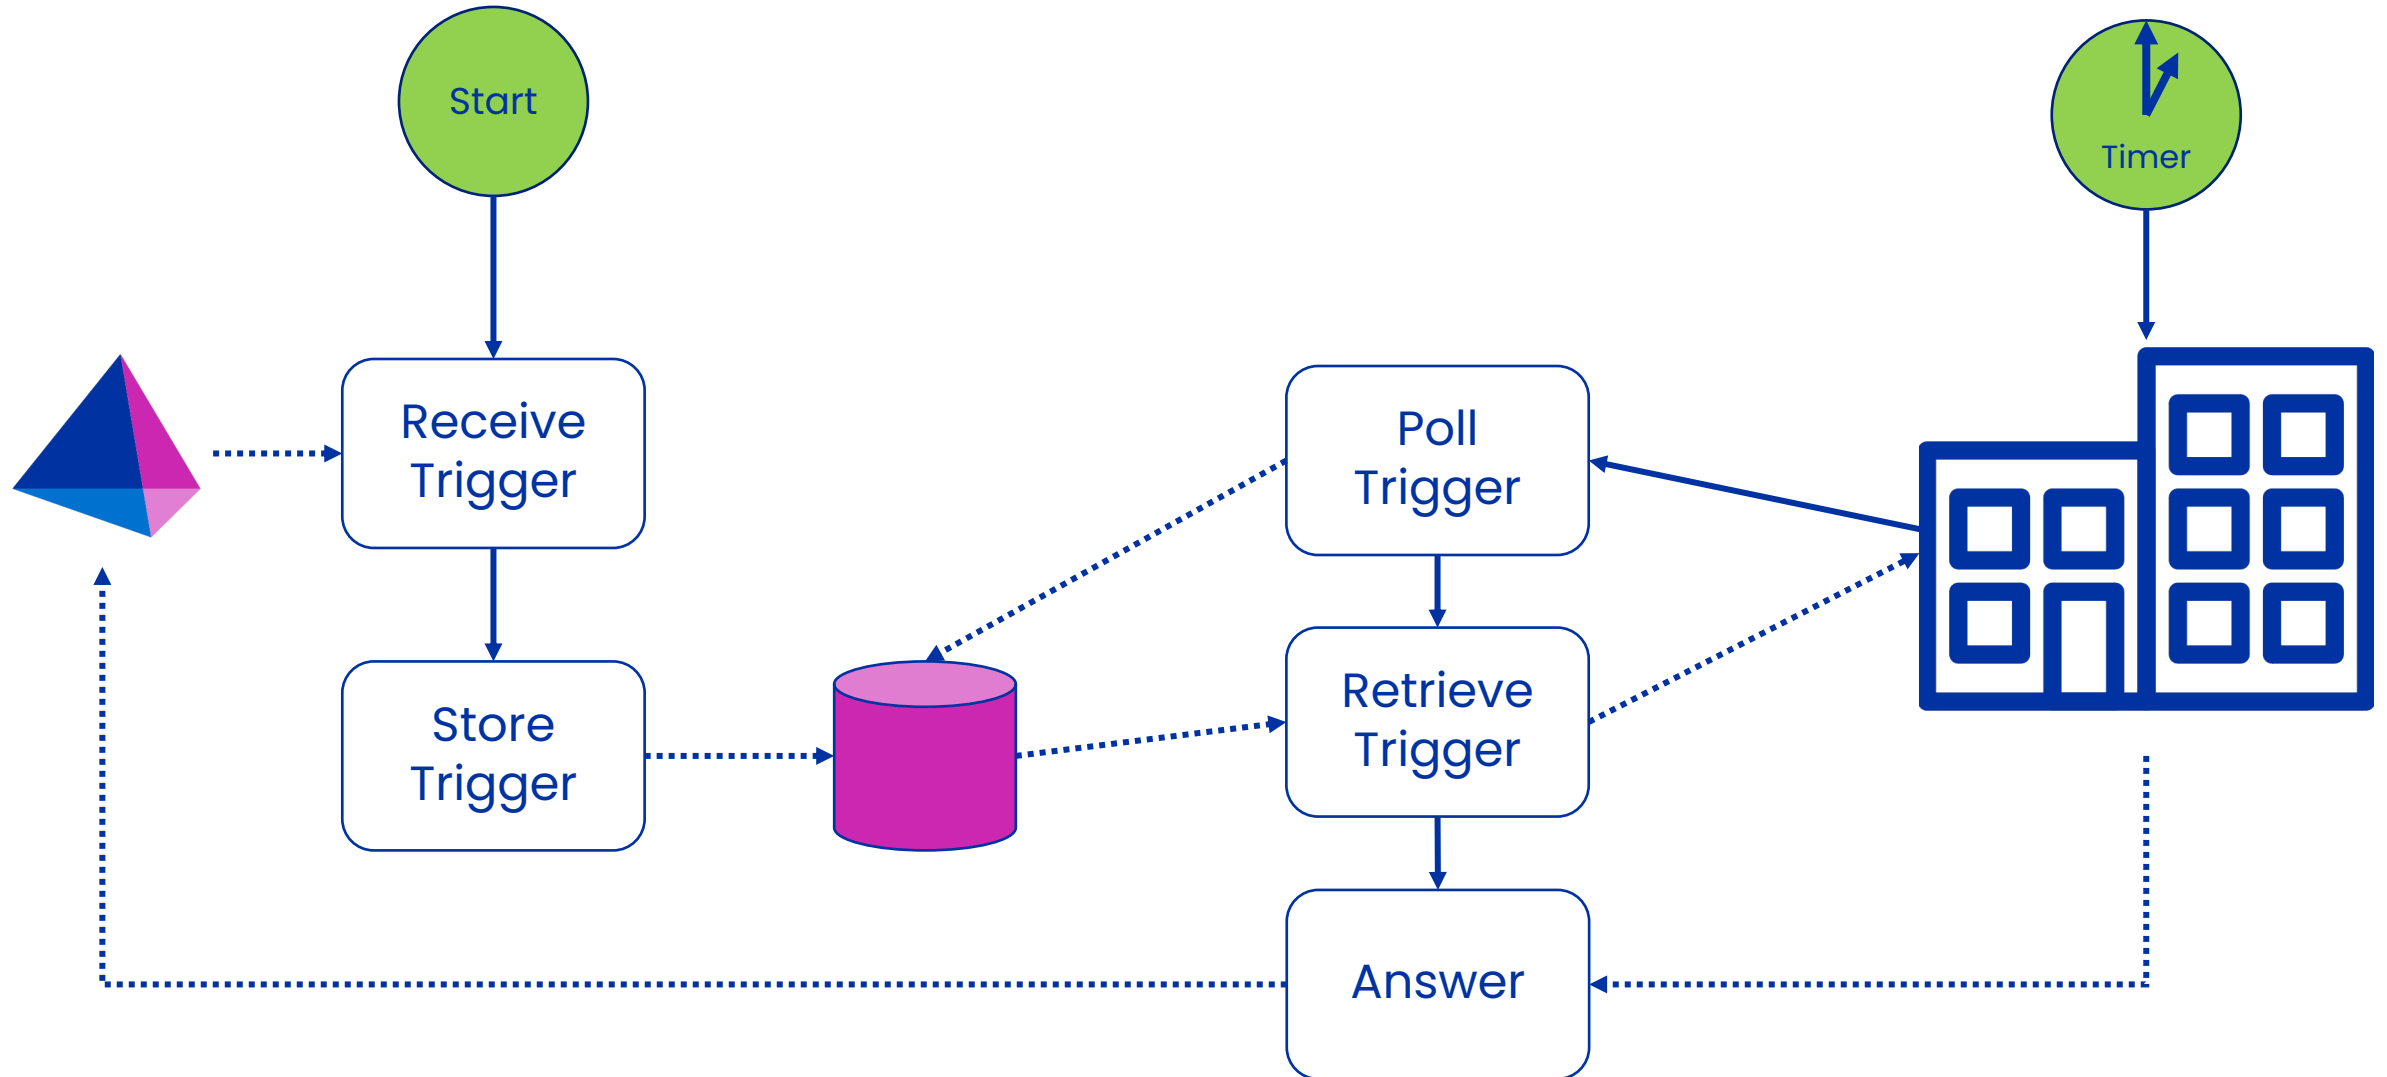 Start
Timer
Receive
Trigger
Poll
Trigger
Store
Trigger
Retrieve
Trigger
Answer